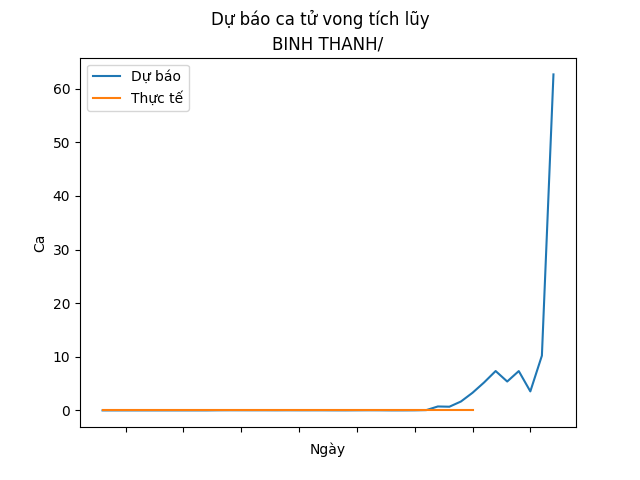 Dự báo ca tử vong tích lũy
BINH THANH/
Dự báo
Thực tế
60
50
40
30
20
10
0
Ca
Ngày